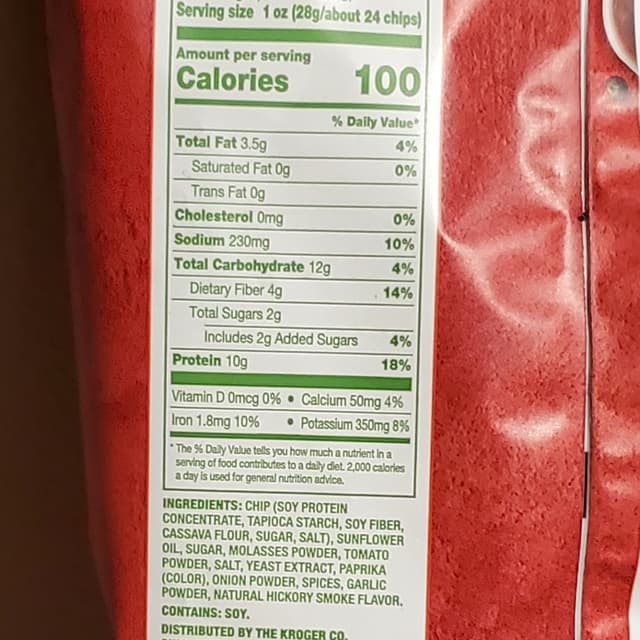 Serving size 1 oz (28g/about 24 chips)
Amount per serving
Calories 100
% Daily Value*
Total Fat 3.5g 4%
Saturated Fat 0g 0%
Trans Fat 0g
Cholesterol 0mg 0%
Sodium 230mg 10%
Total Carbohydrate 12g 4%
Dietary Fiber 4g 14%
Total Sugars 2g
Includes 2g Added Sugars 4%
Protein 10g 18%
Vitamin D 0mcg 0% • Calcium 50mg 4%
Iron 1.8mg 10% • Potassium 350mg 8%
* The % Daily Value tells you how much a nutrient in a
serving of food contributes to a daily diet. 2,000 calories
a day is used for general nutrition advice.
INGREDIENTS: CHIP (SOY PROTEIN
CONCENTRATE, TAPIOCA STARCH, SOY FIBER,
CASSAVA FLOUR, SUGAR, SALT), SUNFLOWER
OIL, SUGAR, MOLASSES POWDER, TOMATO
POWDER, SALT, YEAST EXTRACT, PAPRIKA
(COLOR), ONION POWDER, SPICES, GARLIC
POWDER, NATURAL HICKORY SMOKE FLAVOR.
CONTAINS: SOY.
DISTRIBUTED BY THE KROGER CO.